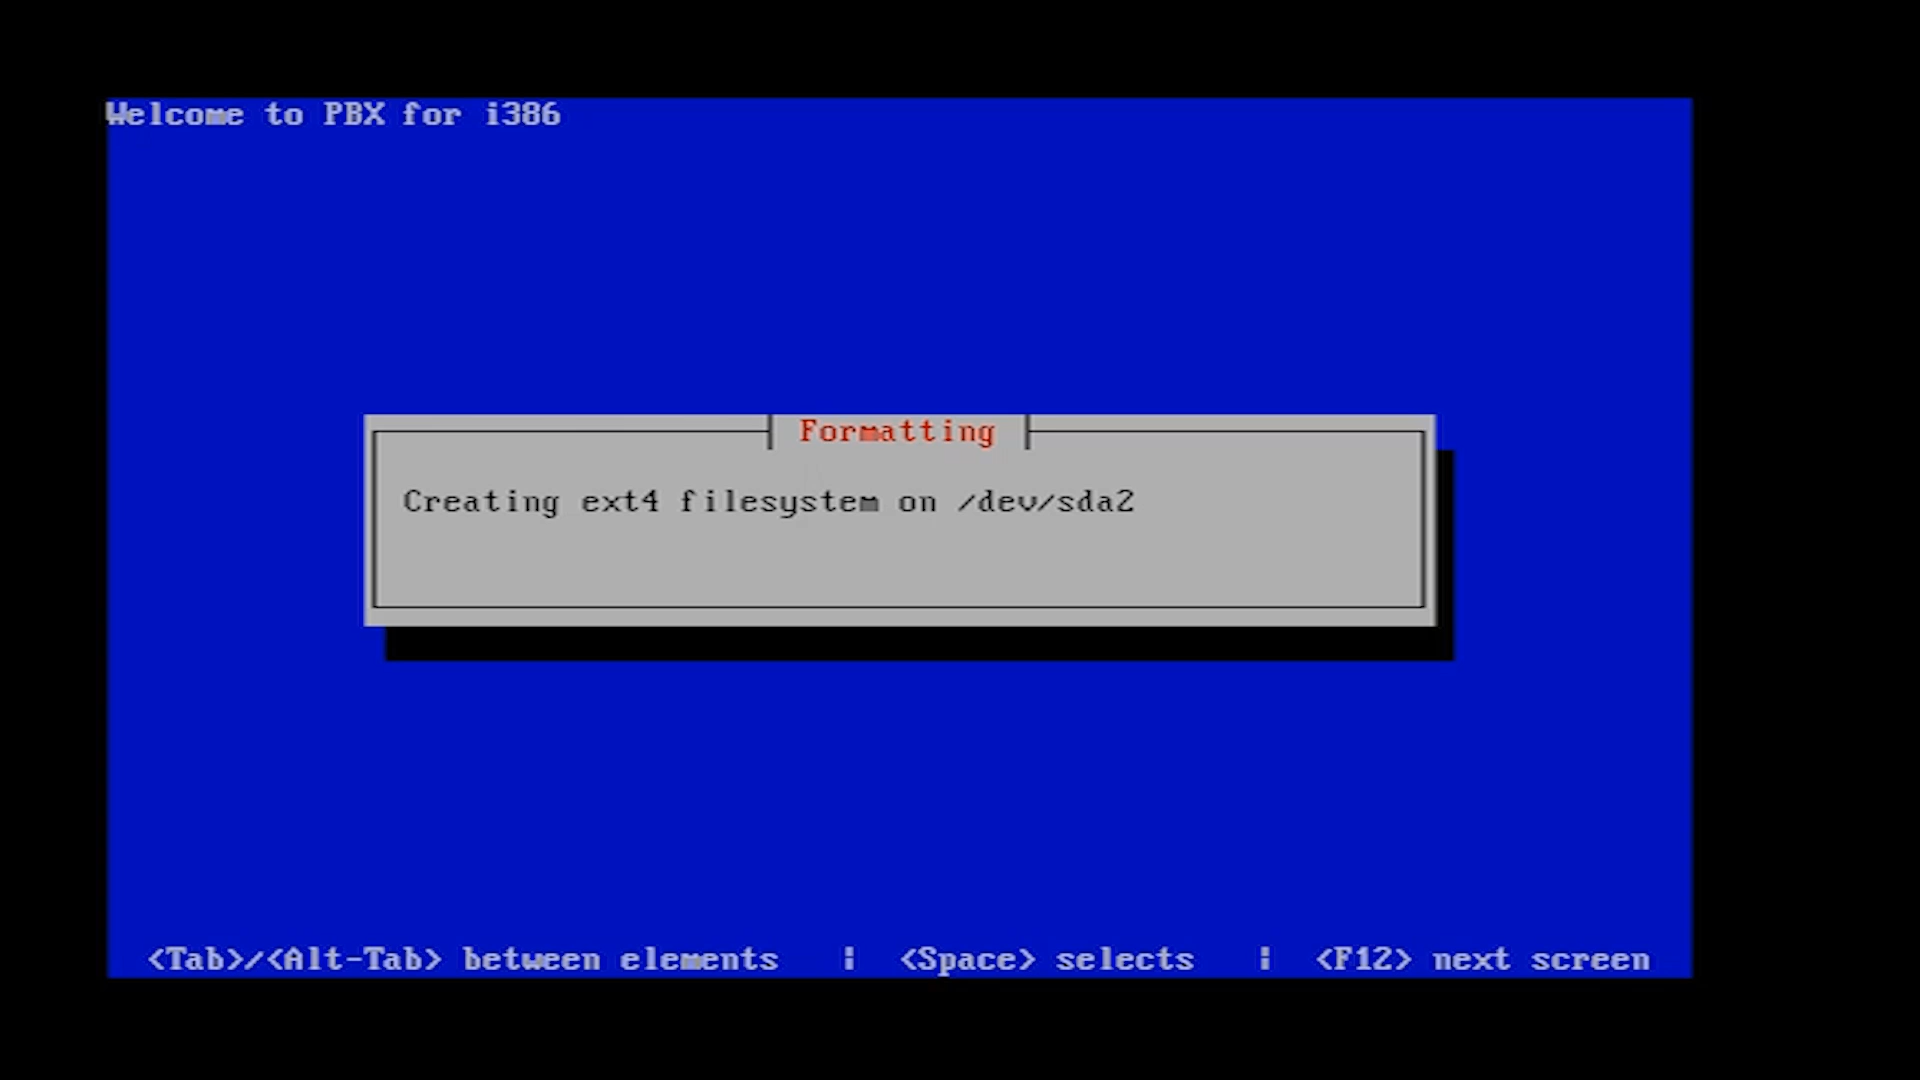 Welcome to PBX for i386
Formatting
Creating ext4 filesystem on /dev/sda2
<Tab>/<Alt-Tab> between elements | <Space> selects | <F12> next screen